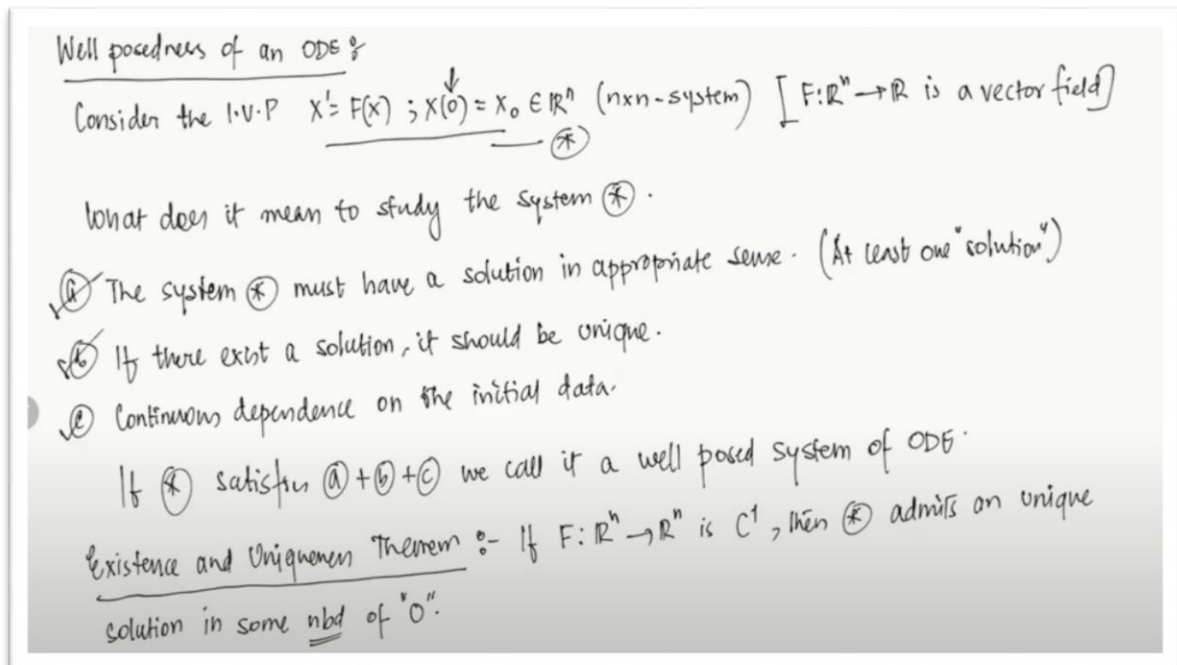 Well posedness of an ODE :
Consider the I.V.P X' = F(X) ; X(0) = X₀ ∈ ℝⁿ (n×n-system) [F:ℝⁿ→ℝ is a vector field]
— (*)
What does it mean to study the system (*) .
(a) The system (*) must have a solution in appropriate sense. (At least one "solution")
(b) If there exist a solution, it should be unique.
(c) Continuous dependence on the initial data.
If (*) satisfies (a) + (b) + (c) we call it a well posed system of ODE.
Existence and Uniqueness Theorem :- If F: ℝⁿ→ℝⁿ is C¹, then (*) admits an unique
solution in some nbd of "0".